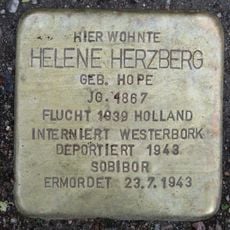 HIER WOHNTE
HELENE HERZBERG
GEB. HOPE
JG. 1867
FLUCHT 1939 HOLLAND
INTERNIERT WESTERBORK
DEPORTIERT 1943
SOBIBOR
ERMORDET 23.7.1943